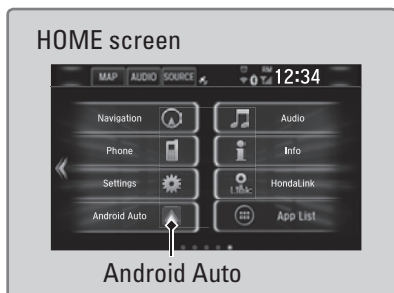 HOME screen
MAP AUDIO SOURCE 0 12:34
Navigation Audio
Phone Info
Settings HondaLink
Android Auto App List
Android Auto